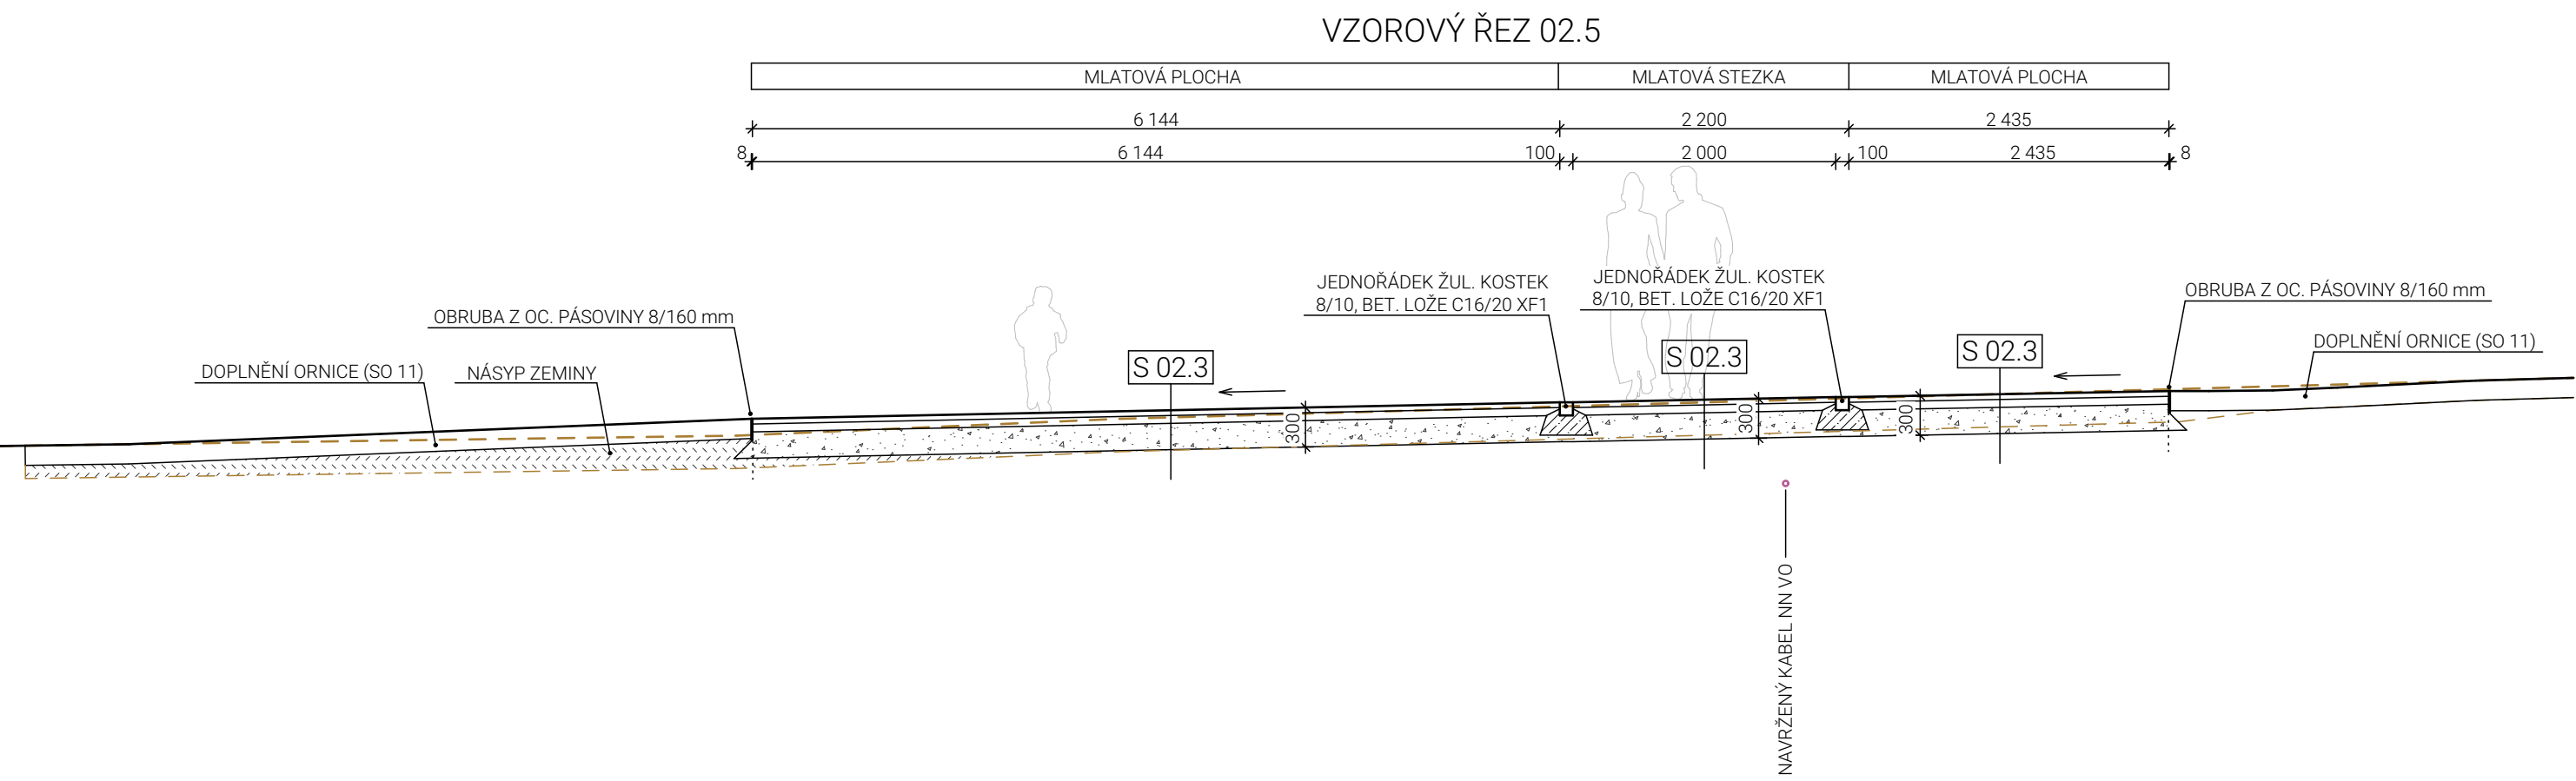 VZOROVÝ ŘEZ 02.5
MLATOVÁ PLOCHA
MLATOVÁ STEZKA
MLATOVÁ PLOCHA
6 144
2 200
2 435
8
6 144
100
2 000
100
2 435
8
JEDNOŘÁDEK ŽUL. KOSTEK
8/10, BET. LOŽE C16/20 XF1
JEDNOŘÁDEK ŽUL. KOSTEK
8/10, BET. LOŽE C16/20 XF1
OBRUBA Z OC. PÁSOVINY 8/160 mm
OBRUBA Z OC. PÁSOVINY 8/160 mm
DOPLNĚNÍ ORNICE (SO 11)
NÁSYP ZEMINY
S 02.3
S 02.3
S 02.3
DOPLNĚNÍ ORNICE (SO 11)
300
300
300
NAVRŽENÝ KABEL NN VO